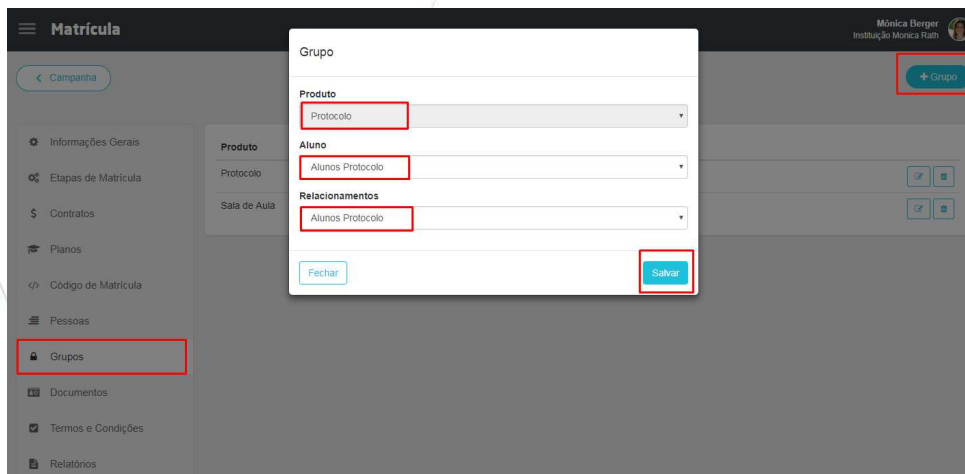 Matrícula
Mônica Berger
Instituição Monica Rath
Campanha
+ Grupo
Informações Gerais
Etapas de Matrícula
Contratos
Planos
Código de Matrícula
Pessoas
Grupos
Documentos
Termos e Condições
Relatórios
Produto
Protocolo
Sala de Aula
Grupo
Produto
Protocolo
Aluno
Alunos Protocolo
Relacionamentos
Alunos Protocolo
Fechar
Salvar